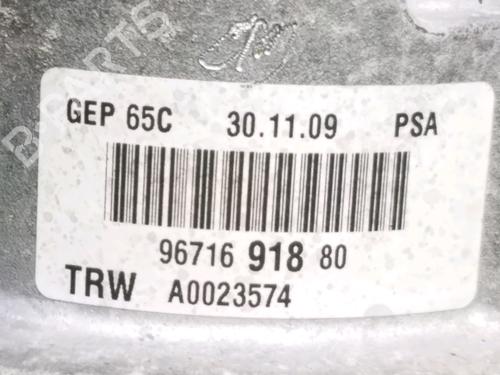 GEP 65C 30.11.09 PSA
96716 918 80
TRW A0023574